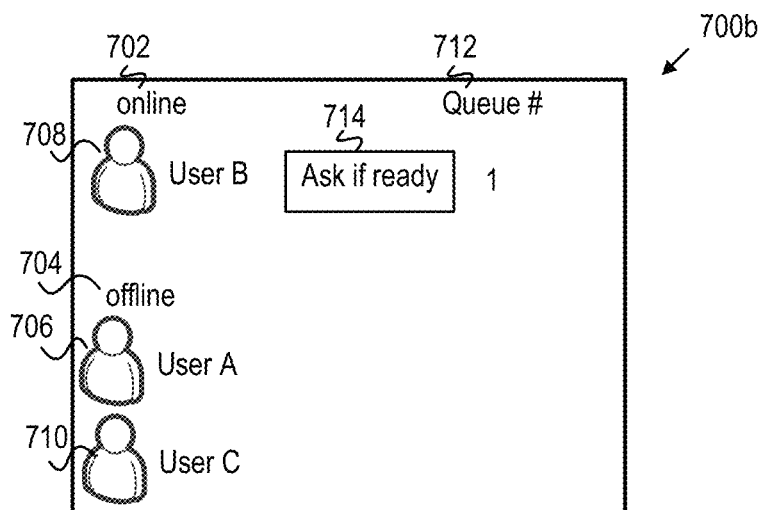 702 712 700b
online Queue #
714
708 User B Ask if ready 1
704
offline
706
User A
710
User C